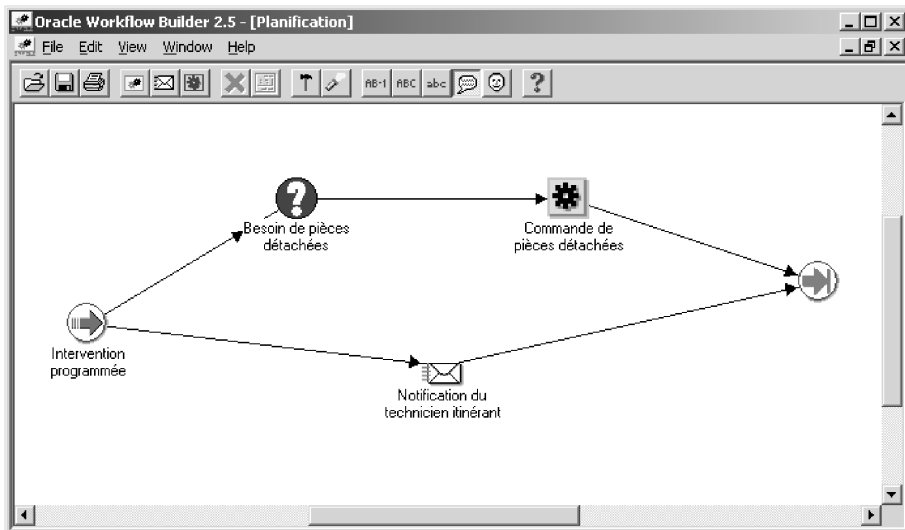 Oracle Workflow Builder 2.5 - [Planification]
File Edit View Window Help
AB-1 ABC abc ?
?
Besoin de pièces
détachées
Commande de
pièces détachées
Intervention
programmée
Notification du
technicien itinérant